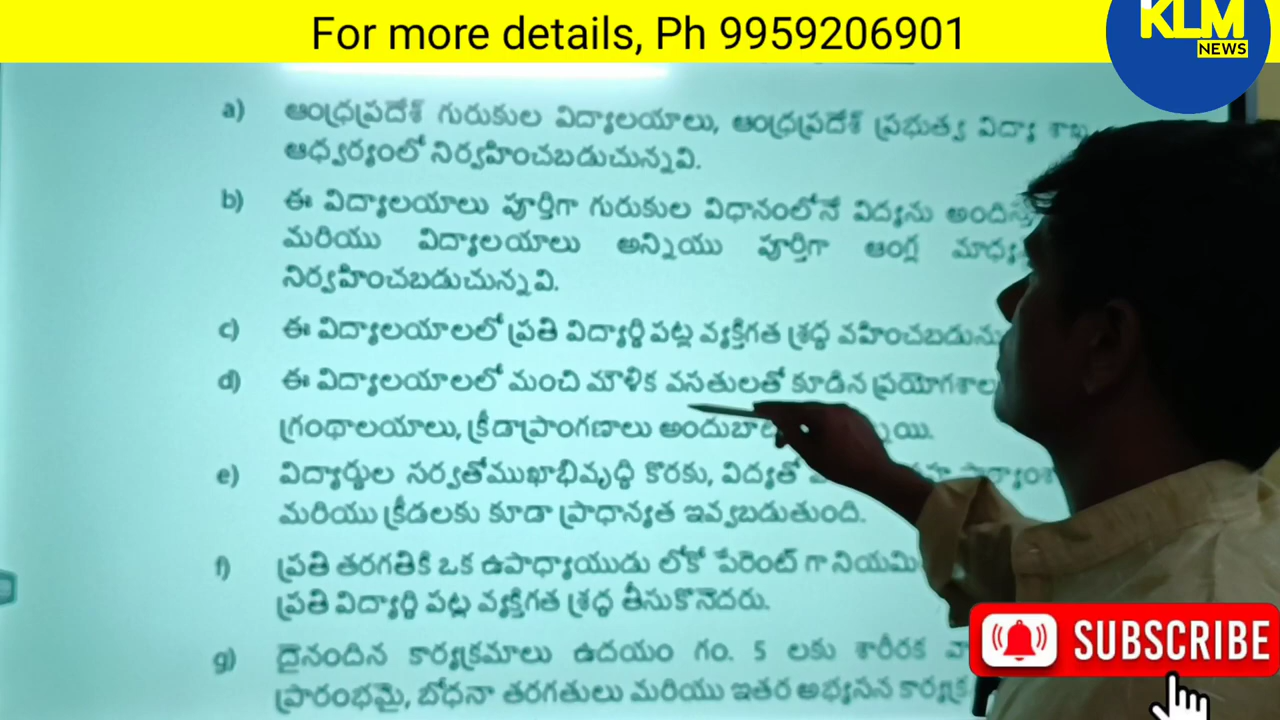 For more details, Ph 9959206901
KLM
NEWS
a) ఆంధ్రప్రదేశ్ గురుకుల విద్యాలయాలు, ఆంధ్రప్రదేశ్ ప్రభుత్వ విద్యా శాఖ
ఆధ్వర్యంలో నిర్వహించబడుచున్నవి.
b) ఈ విద్యాలయాలు పూర్తిగా గురుకుల విధానంలోనే విద్యను
మరియు విద్యాలయాలు అన్నియు పూర్తిగా ఆంగ్ల
నిర్వహించబడుచున్నవి.
c) ఈ విద్యాలయాలలో ప్రతి విద్యార్థి పట్ల వ్యక్తిగత శ్రద్ధ వహించబడును
d) ఈ విద్యాలయాలలో మంచి మౌళిక వసతులతో కూడిన
గ్రంథాలయాలు, క్రీడాప్రాంగణాలు
e) విద్యార్థుల సర్వతోముఖాభివృద్ధి కొరకు, విద్యతో
మరియు క్రీడలకు కూడా ప్రాధాన్యత ఇవ్వబడుతుంది.
f) ప్రతి తరగతికి ఒక ఉపాధ్యాయుడు లోకో పేరెంట్ గా
ప్రతి విద్యార్థి పట్ల వ్యక్తిగత శ్రద్ధ తీసుకొనెదరు.
SUBSCRIBE
g) దైనందిన కార్యక్రమాలు ఉదయం గం. 5 లకు శారీరక
ప్రారంభమై, బోధనా తరగతులు మరియు ఇతర అభ్యసన